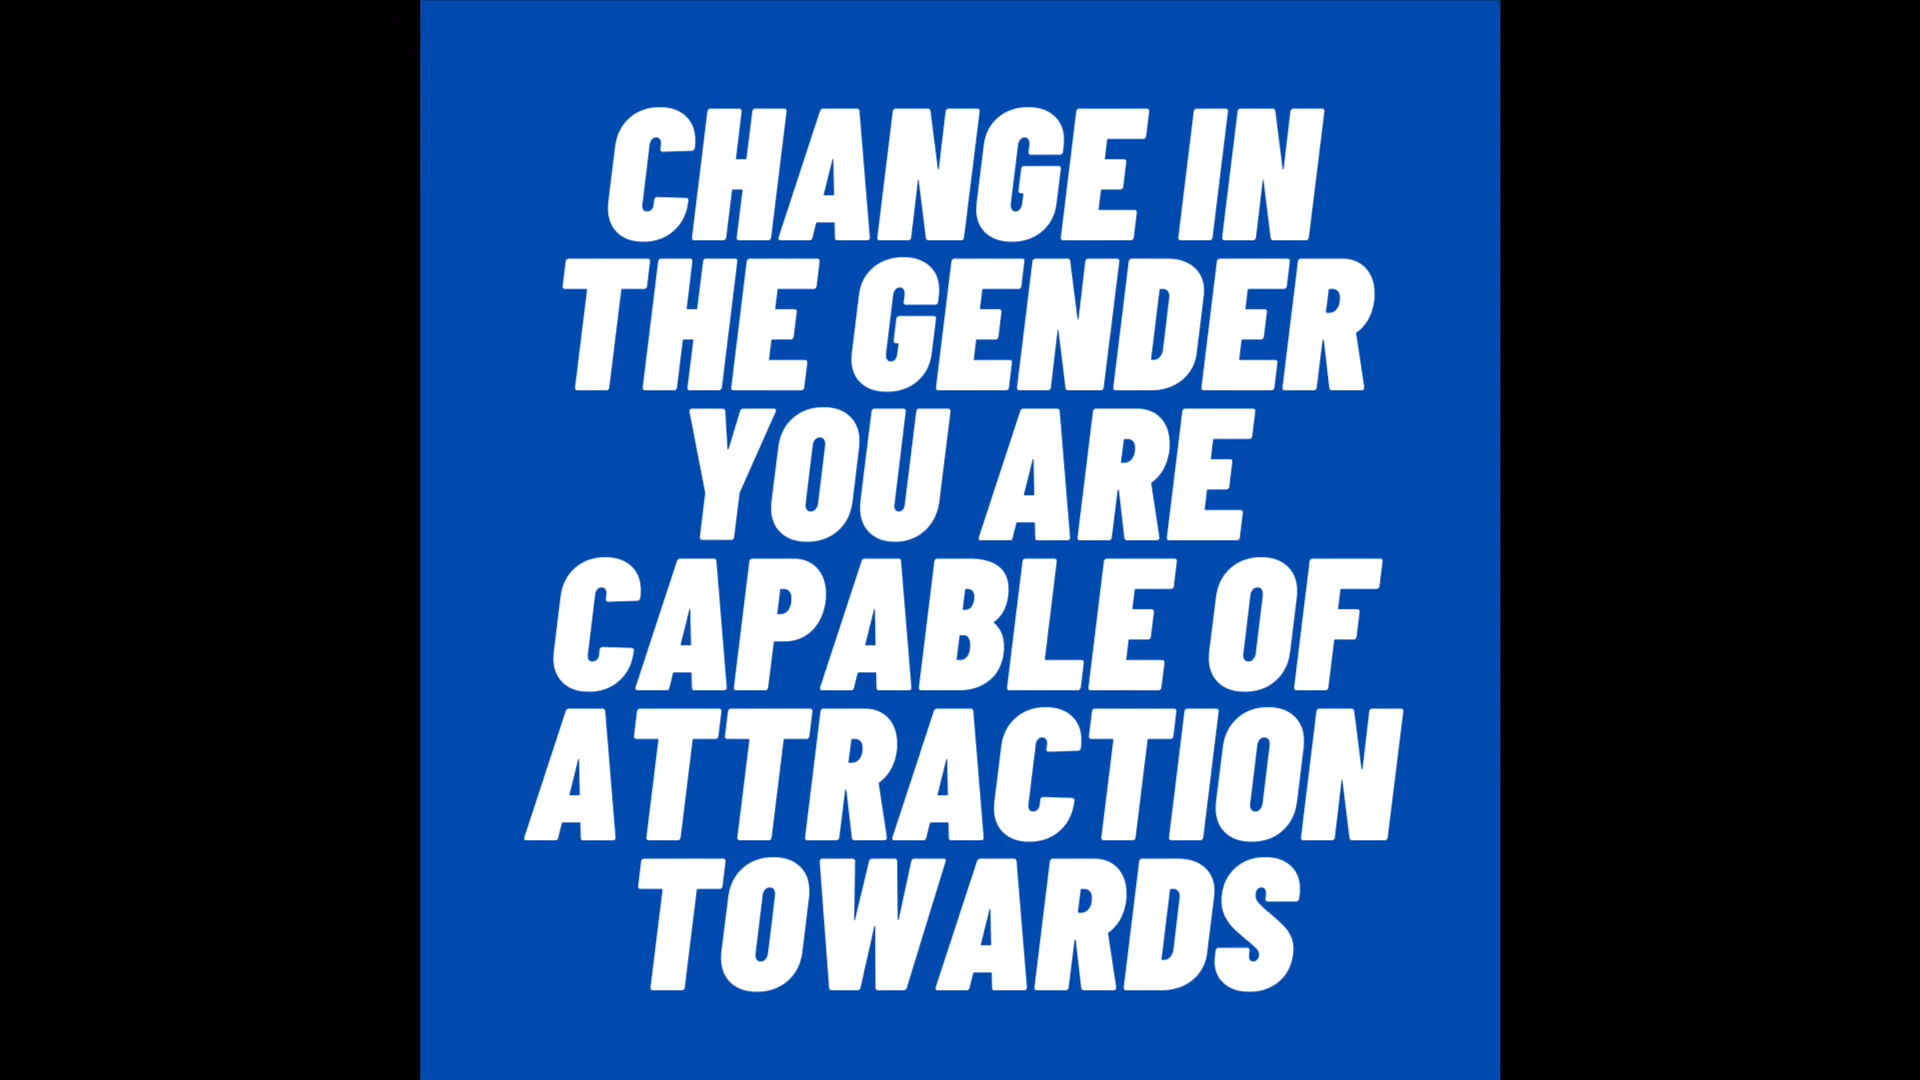 CHANGE IN
THE GENDER
YOU ARE
CAPABLE OF
ATTRACTION
TOWARDS